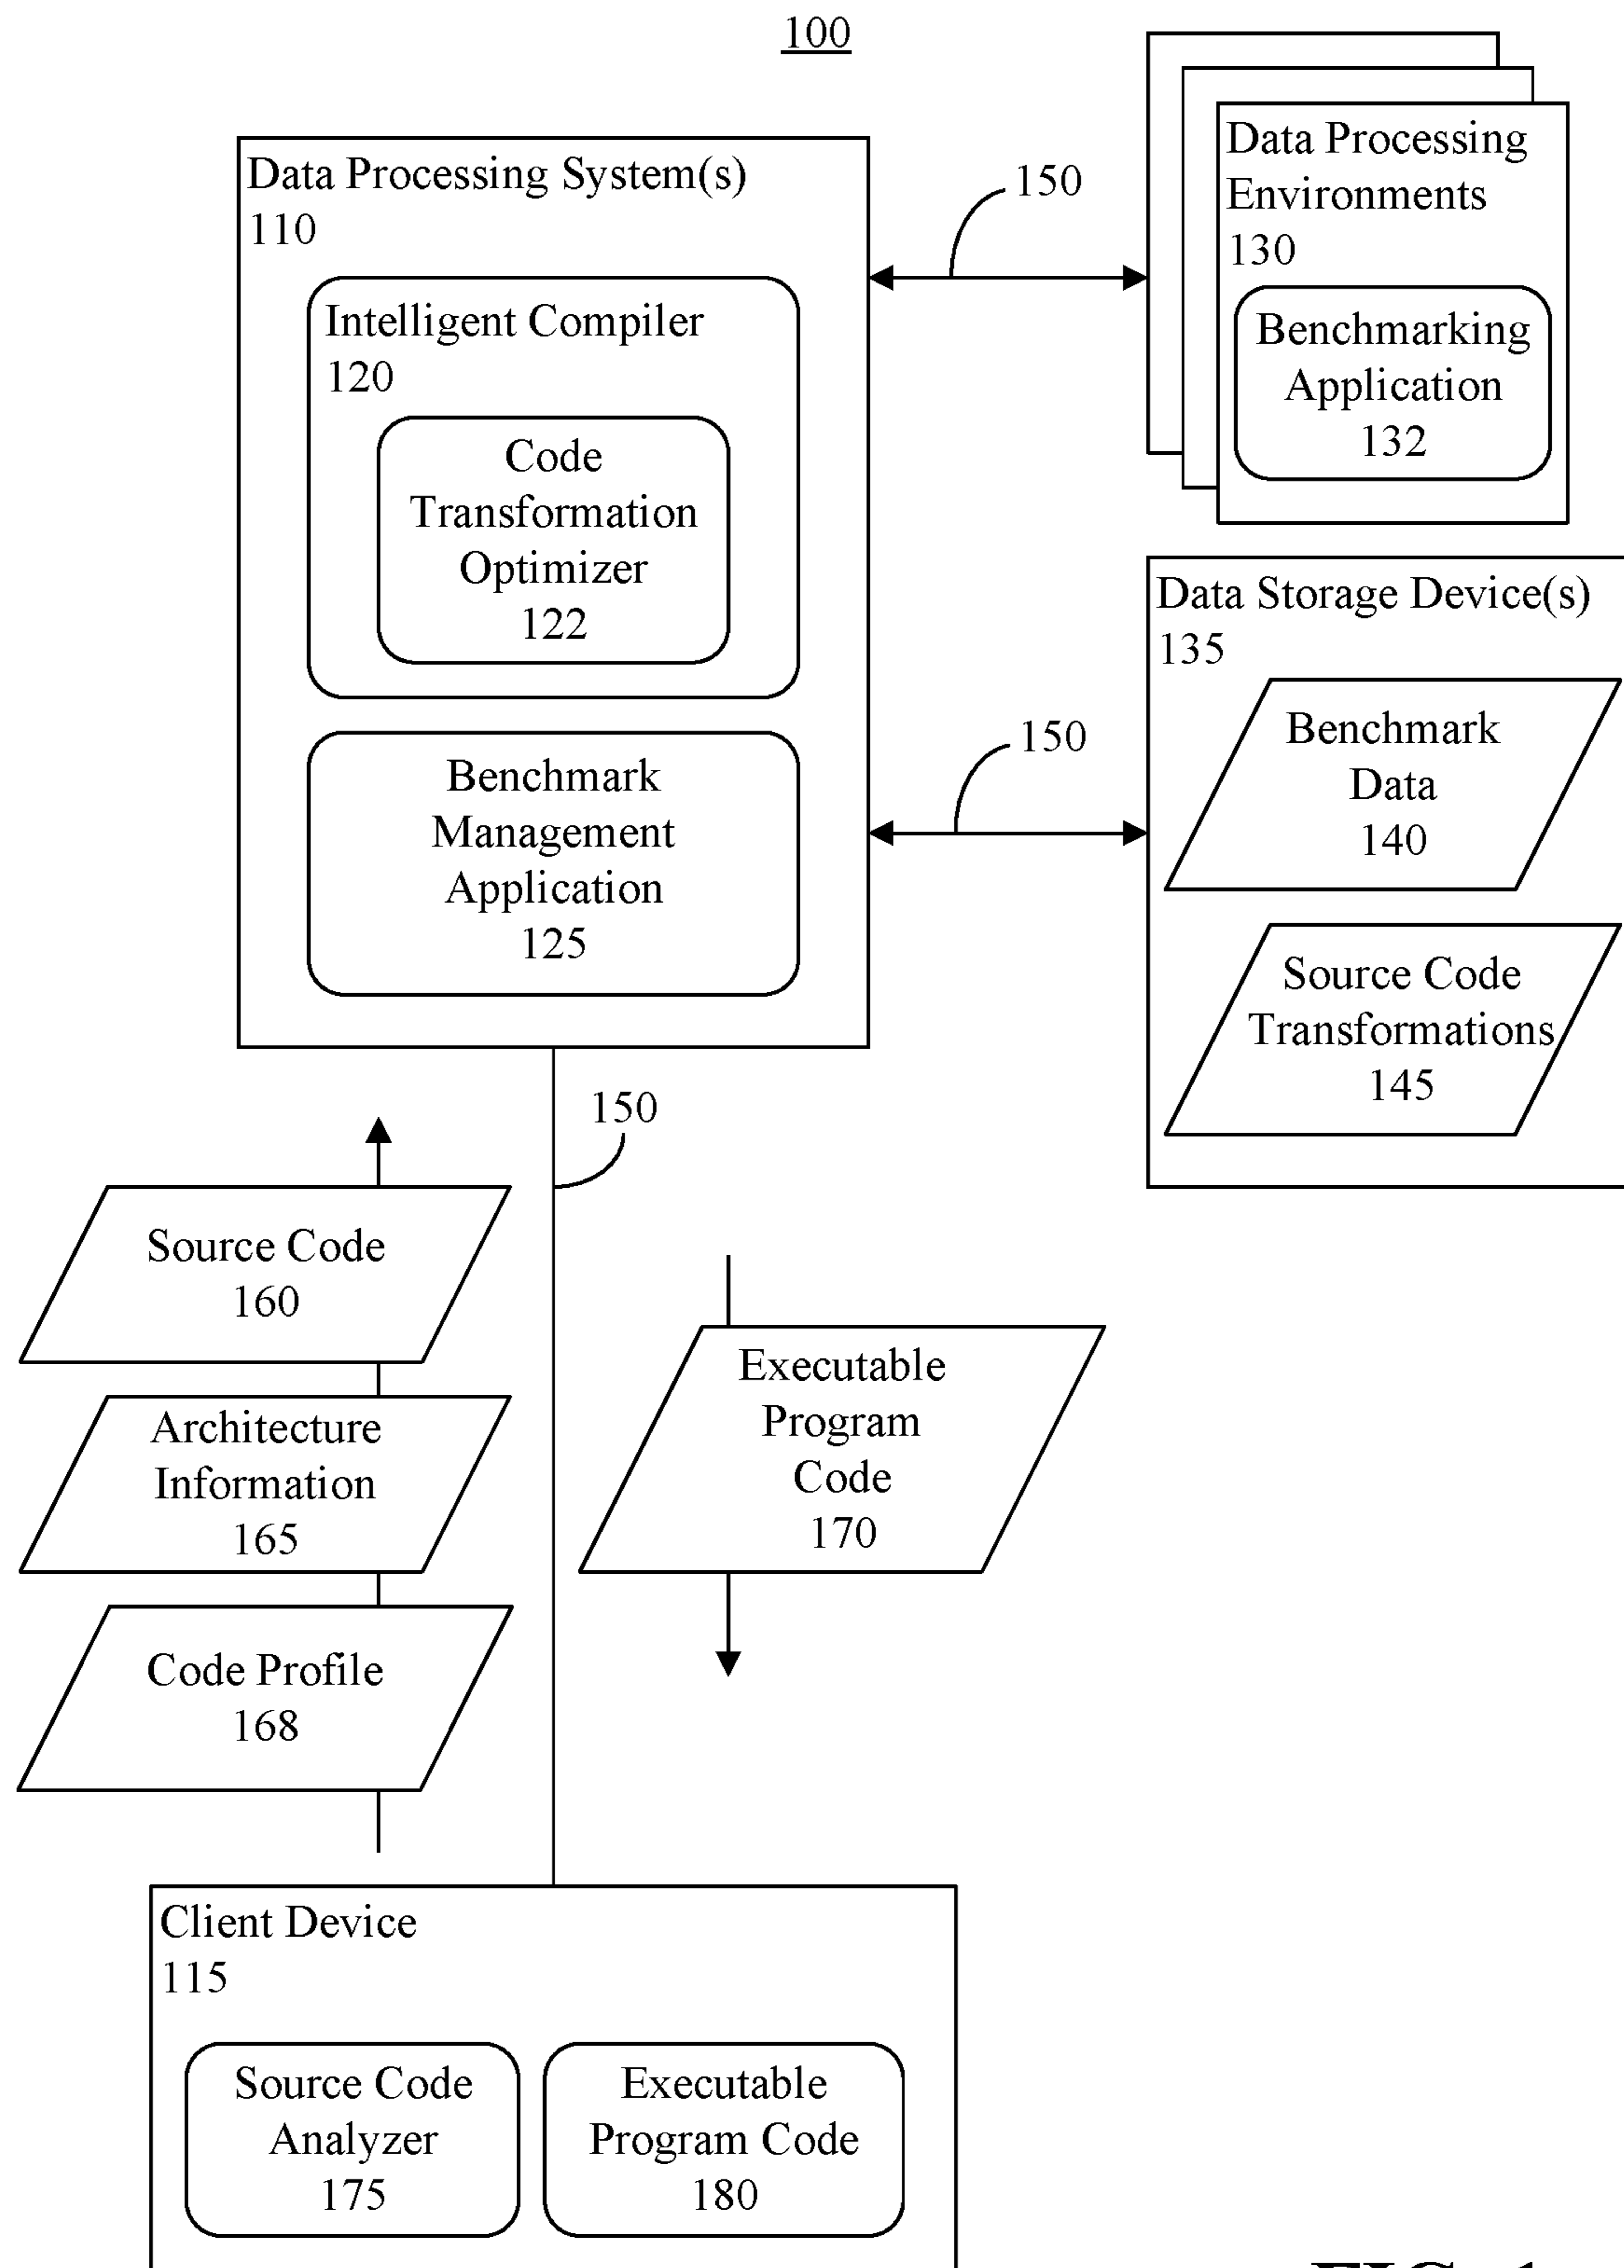 100
Data Processing System(s)
110
Intelligent Compiler
120
Code
Transformation
Optimizer
122
Benchmark
Management
Application
125
150
Data Processing
Environments
130
Benchmarking
Application
132
150
Data Storage Device(s)
135
Benchmark
Data
140
Source Code
Transformations
145
150
Source Code
160
Architecture
Information
165
Code Profile
168
Executable
Program
Code
170
Client Device
115
Source Code
Analyzer
175
Executable
Program Code
180